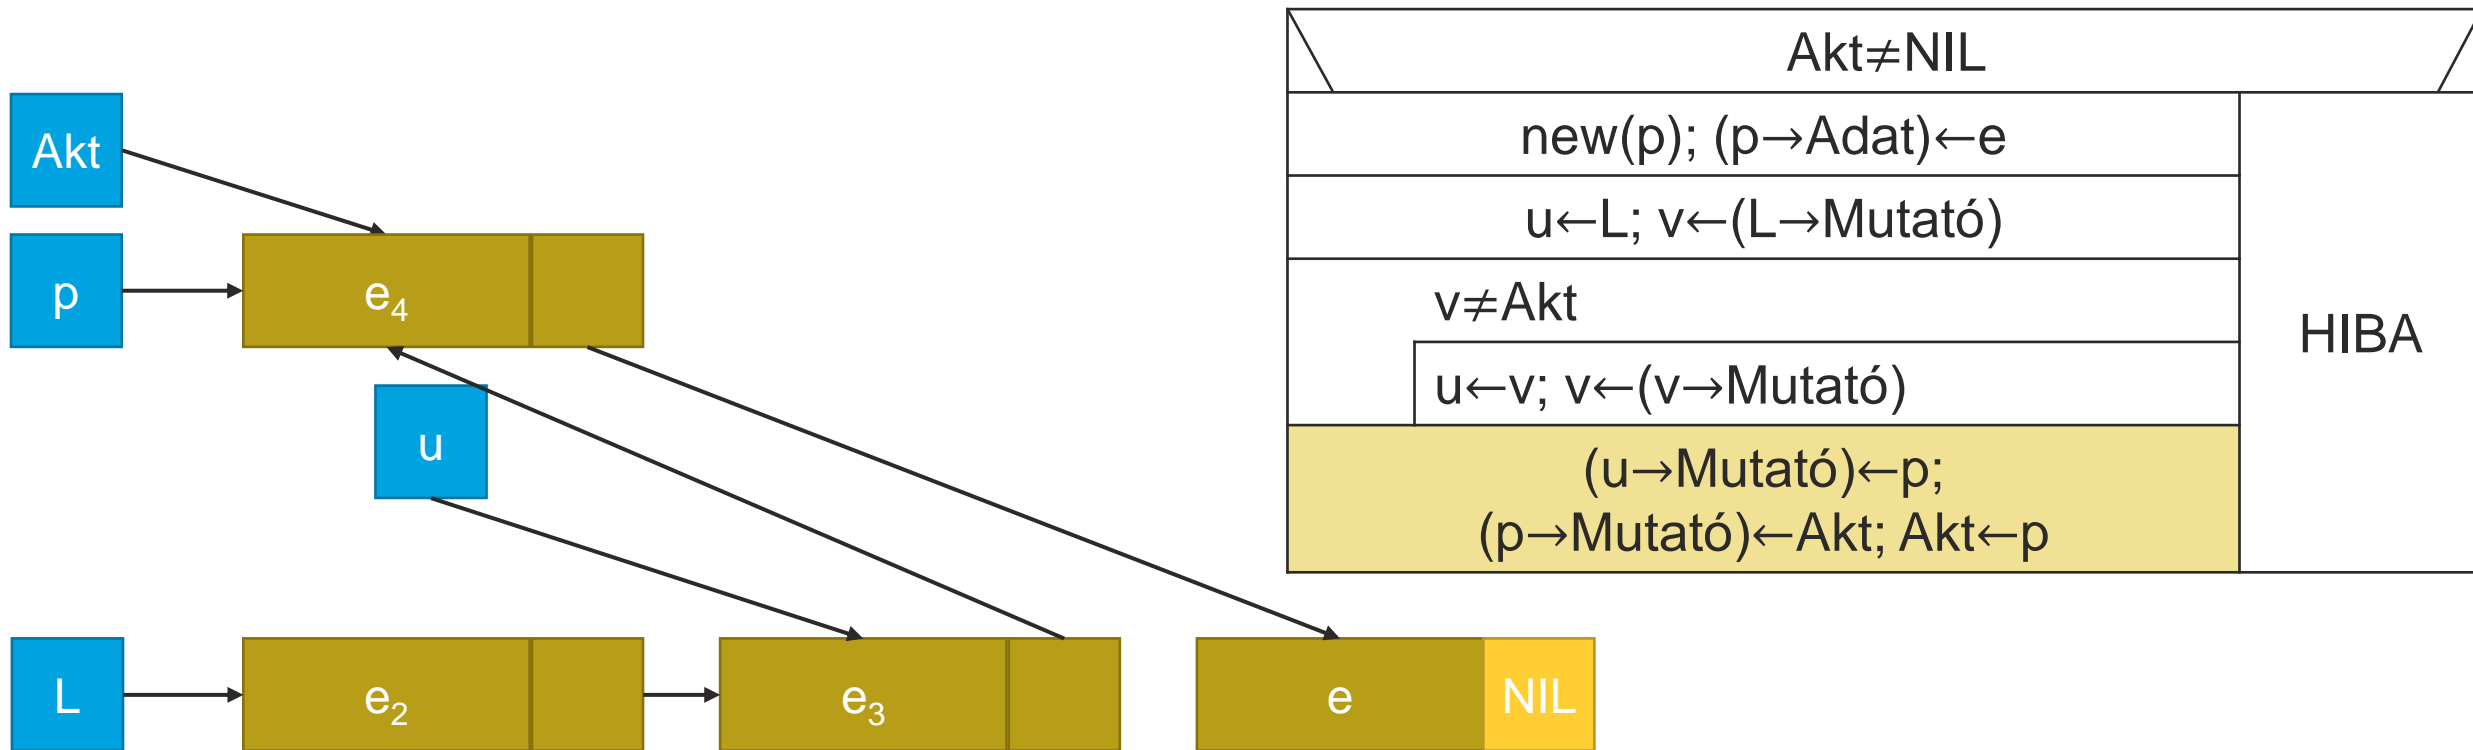 Akt≠NIL
Akt
new(p); (p→Adat)←e
u←L; v←(L→Mutató)
p
e₄
v≠Akt
HIBA
u←v; v←(v→Mutató)
u
(u→Mutató)←p;
(p→Mutató)←Akt; Akt←p
L
e₂
e₃
e
NIL